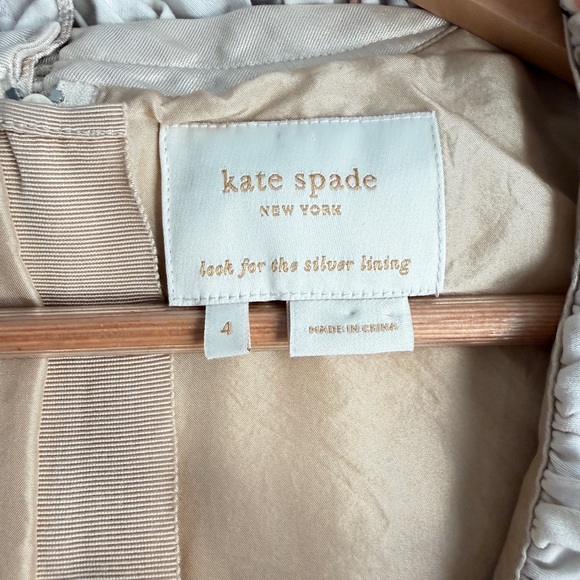 kate spade
NEW YORK
look for the silver lining
4
MADE IN CHINA